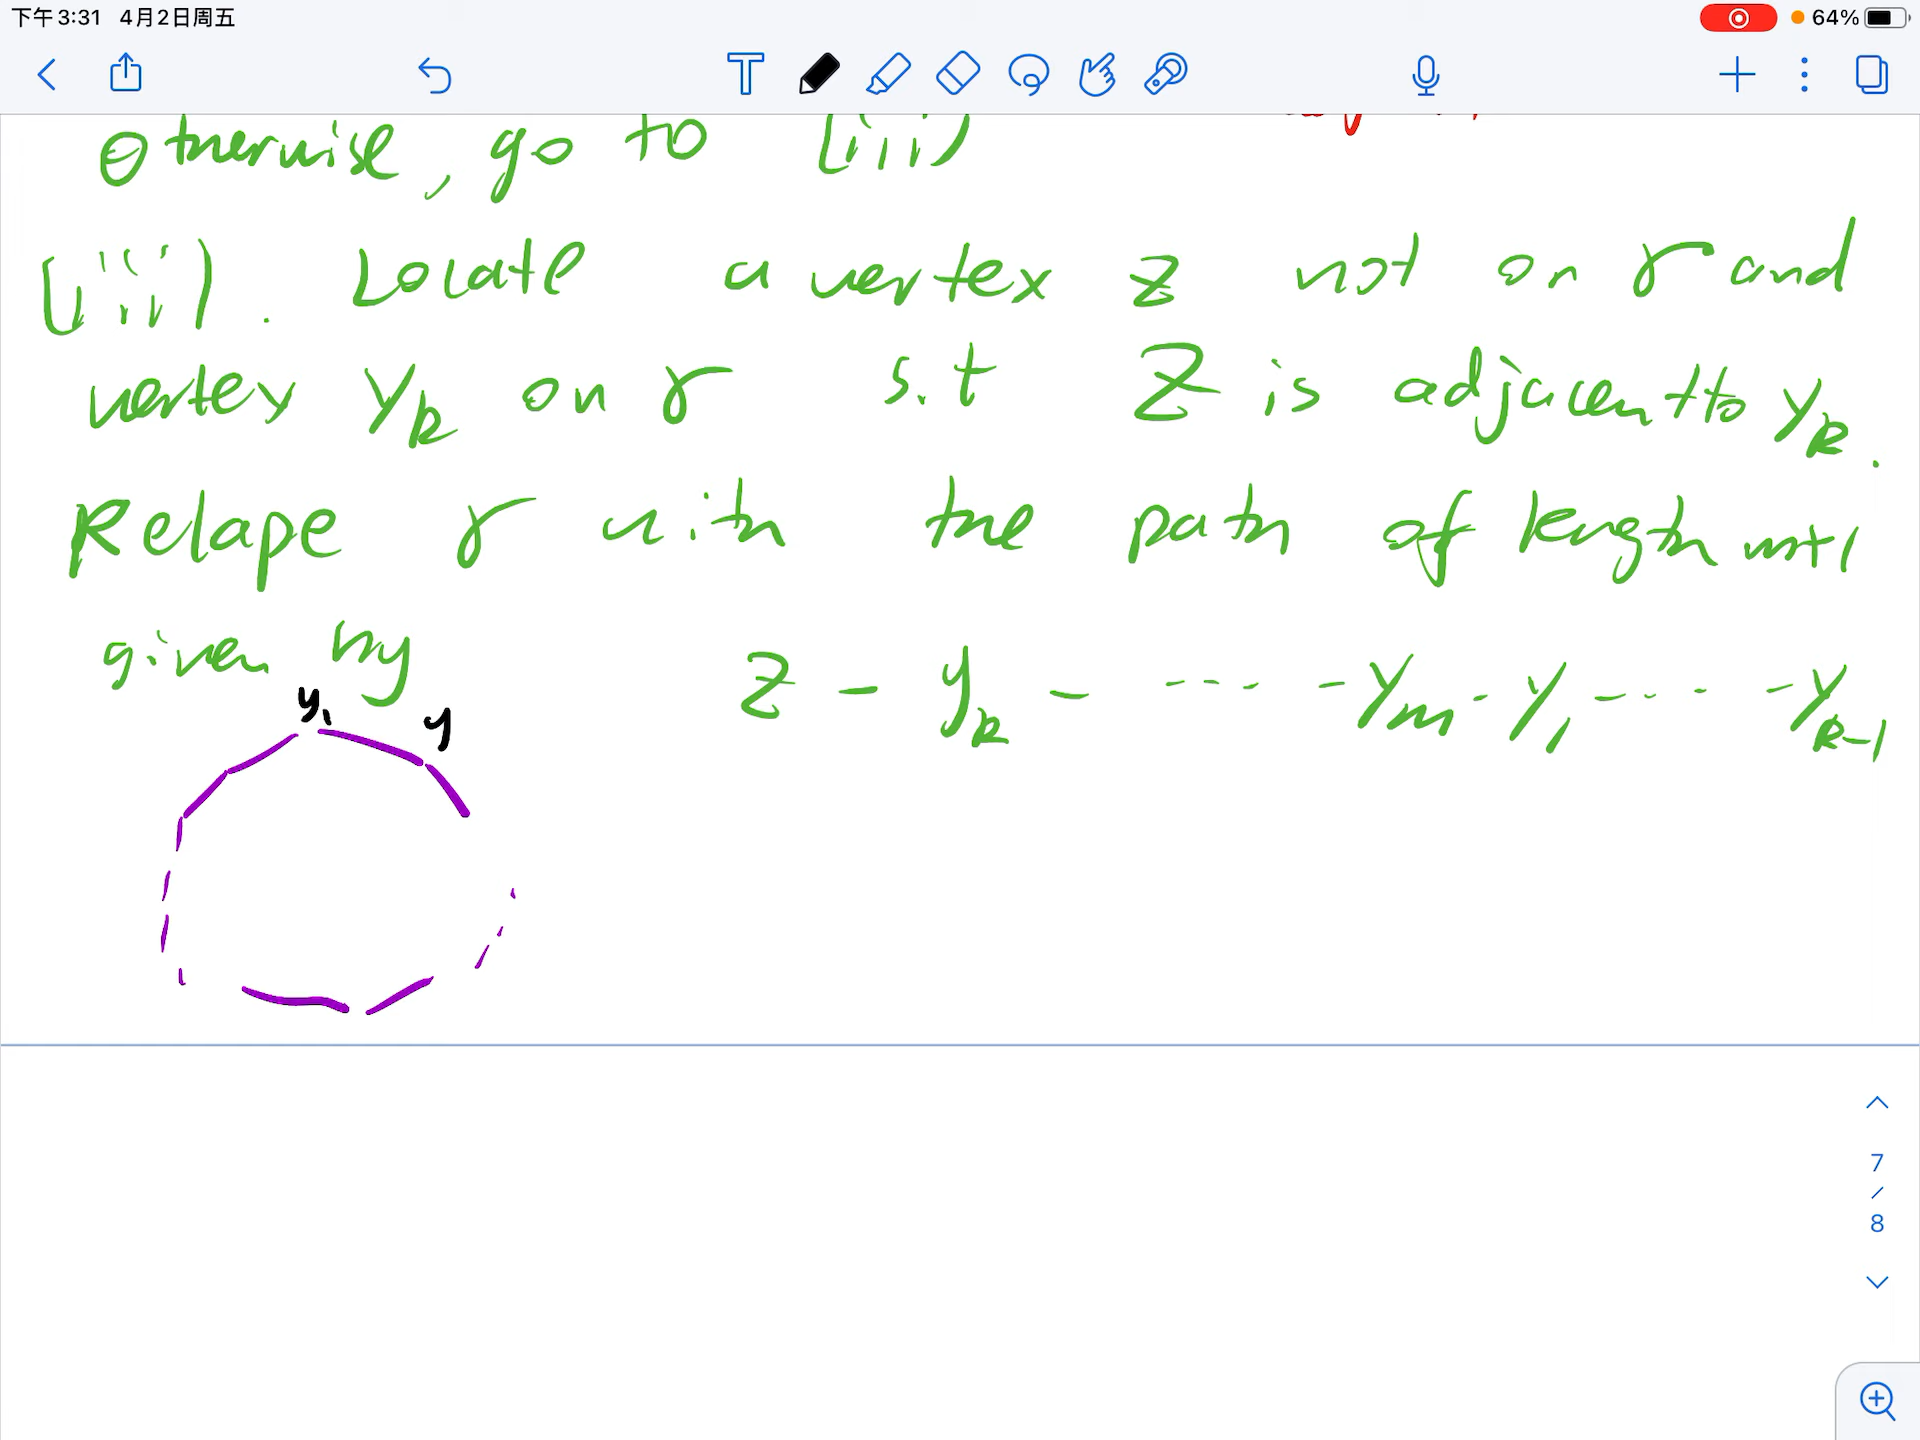 下午3:31 4月2日周五
64%
T
otherwise, go to (iii)
(iii). Locate a vertex z not on γ and
vertex yk on γ s.t z is adjacent to yk.
Relape γ with the path of length m+1
given by z - yk - ... - ym - y1 - ... - yk-1
y1 y
7
/
8